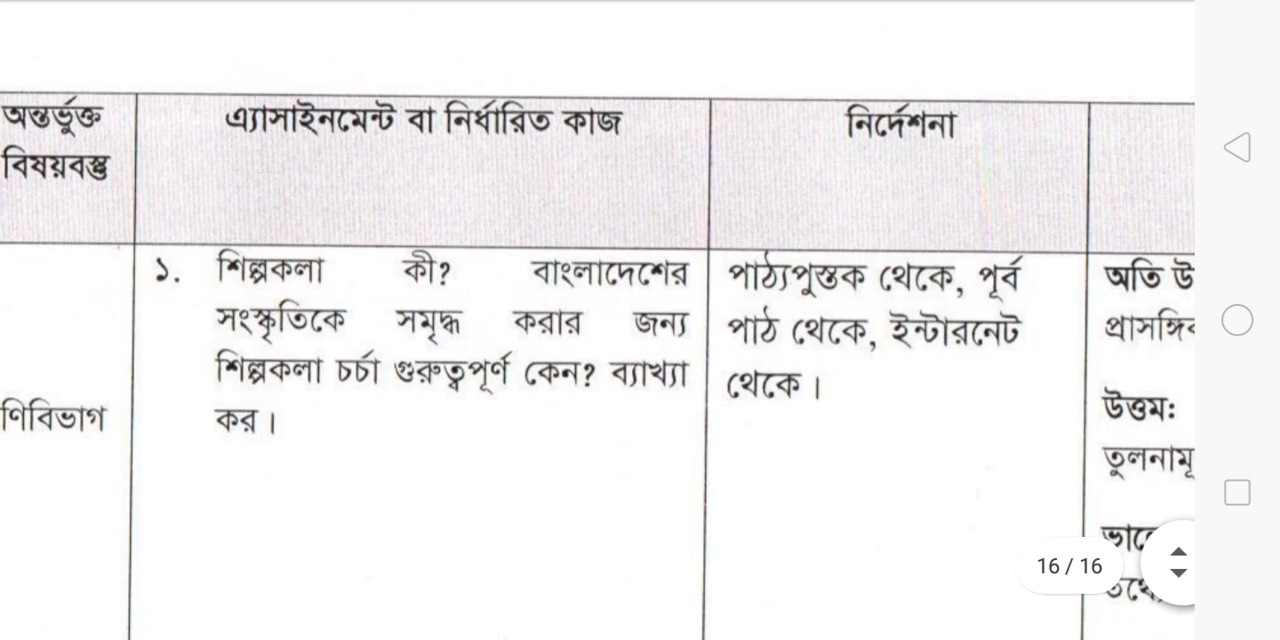 অন্তর্ভুক্ত
বিষয়বস্তু
এ্যাসাইনমেন্ট বা নির্ধারিত কাজ
নির্দেশনা
ণিবিভাগ
১. শিল্পকলা কী? বাংলাদেশের
সংস্কৃতিকে সমৃদ্ধ করার জন্য
শিল্পকলা চর্চা গুরুত্বপূর্ণ কেন? ব্যাখ্যা
কর।
পাঠ্যপুস্তক থেকে, পূর্ব
পাঠ থেকে, ইন্টারনেট
থেকে।
অতি উ
প্রাসঙ্গি
উত্তম:
তুলনামূ
16 / 16